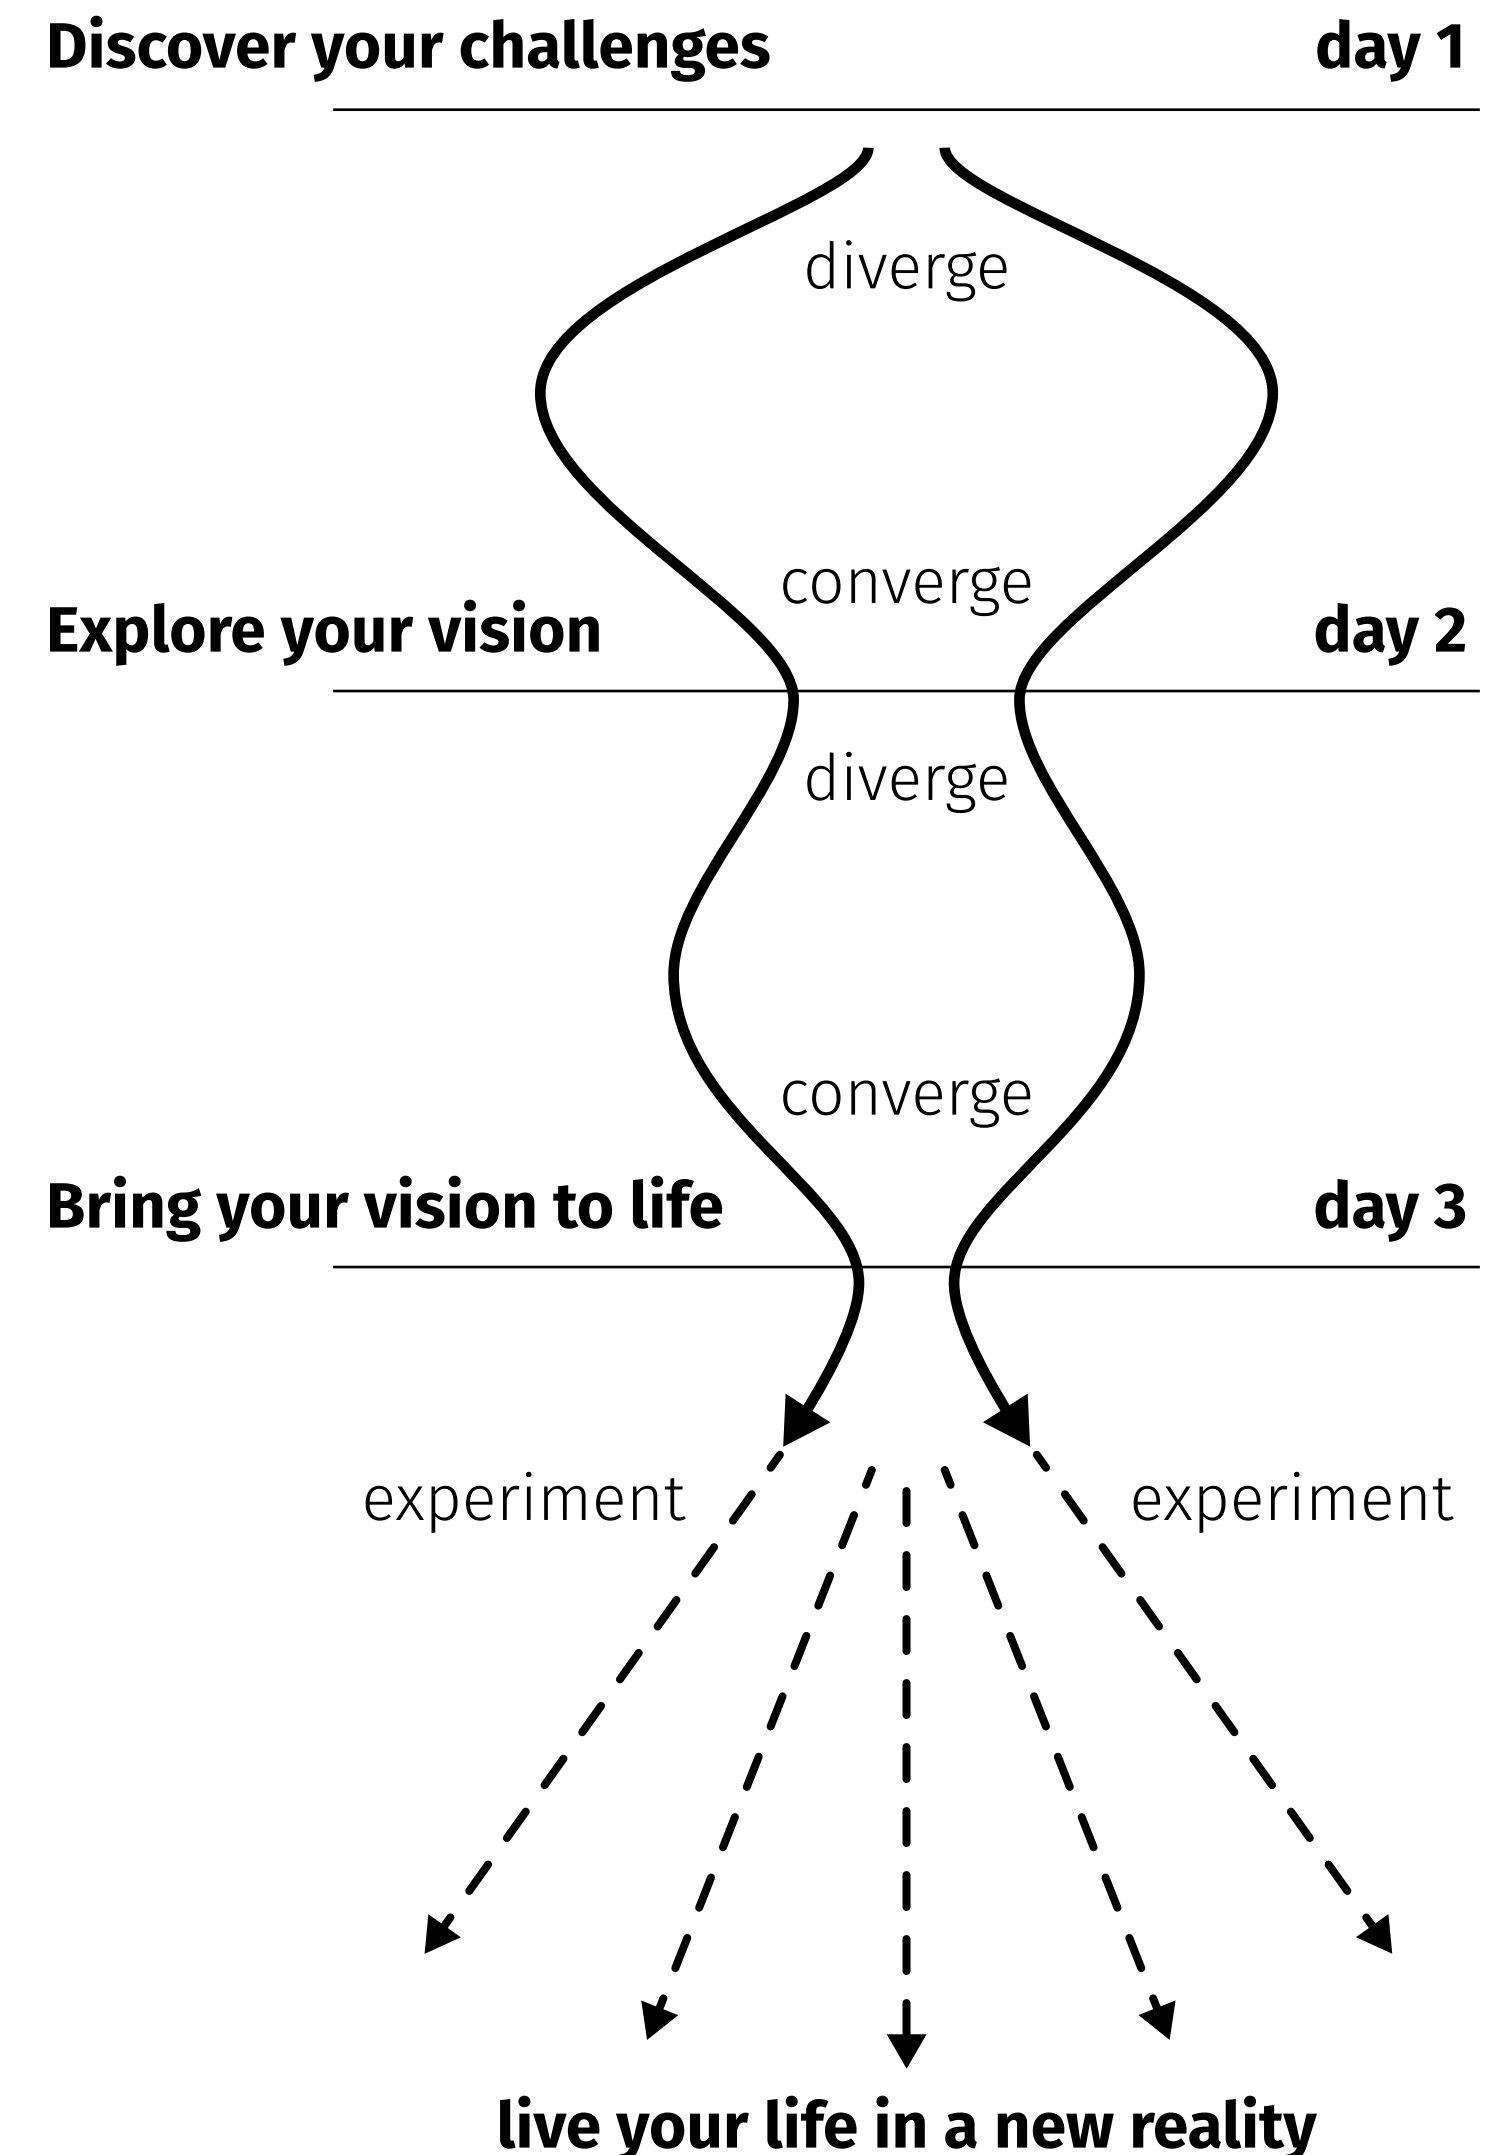 Discover your challenges day 1
diverge
converge
Explore your vision day 2
diverge
converge
Bring your vision to life day 3
experiment experiment
live your life in a new reality